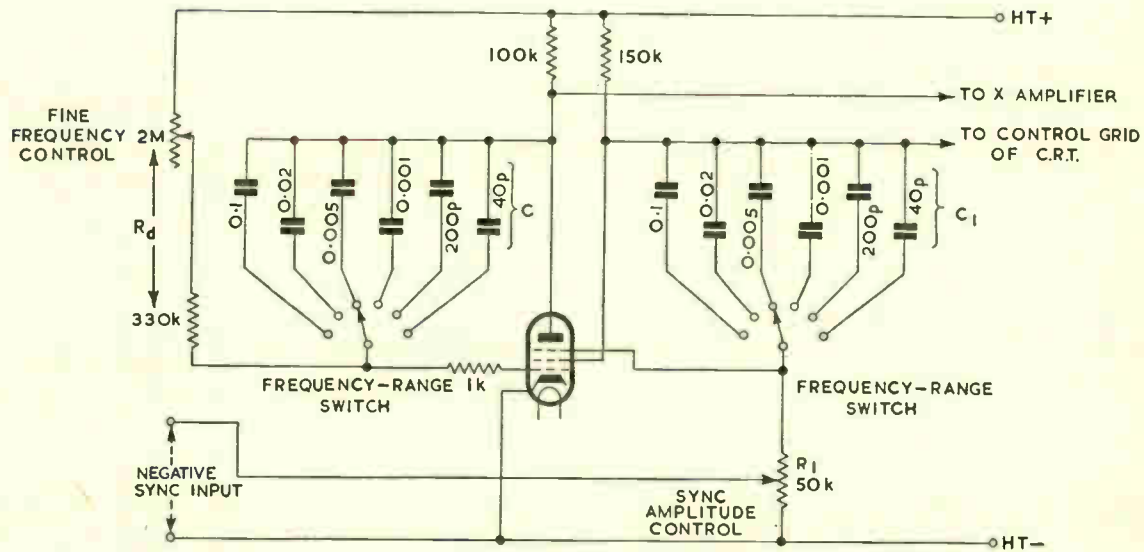 HT+
100k
150k
TO X AMPLIFIER
FINE
FREQUENCY
CONTROL
2M
TO CONTROL GRID
OF C.R.T.
Rd
0.1
0.02
0.005
0.001
200p
40p
C
0.1
0.02
0.005
0.001
200p
40p
C1
330k
FREQUENCY-RANGE
SWITCH
1k
FREQUENCY-RANGE
SWITCH
NEGATIVE
SYNC INPUT
R1
50k
SYNC
AMPLITUDE
CONTROL
HT-